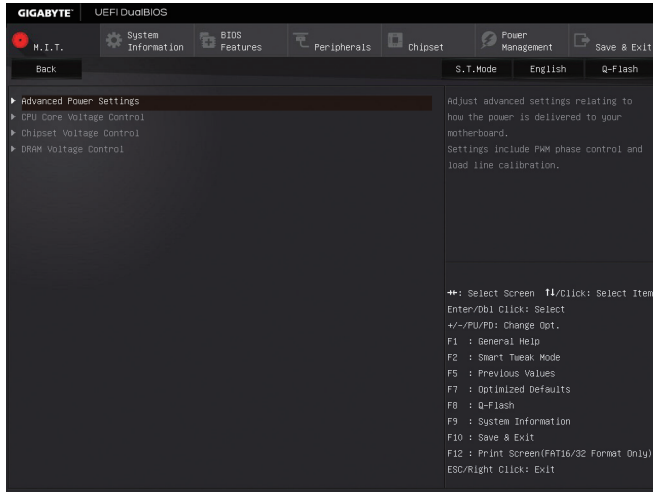 GIGABYTE™ UEFI DualBIOS
M.I.T. System Information BIOS Features Peripherals Chipset Power Management Save & Exit
Back S.T.Mode English Q-Flash
Advanced Power Settings
CPU Core Voltage Control
Chipset Voltage Control
DRAM Voltage Control
Adjust advanced settings relating to
how the power is delivered to your
motherboard.
Settings include PWM phase control and
load line calibration.
→←: Select Screen ↑↓/Click: Select Item
Enter/Dbl Click: Select
+/-/PU/PD: Change Opt.
F1 : General Help
F2 : Smart Tweak Mode
F5 : Previous Values
F7 : Optimized Defaults
F8 : Q-Flash
F9 : System Information
F10 : Save & Exit
F12 : Print Screen(FAT16/32 Format Only)
ESC/Right Click: Exit